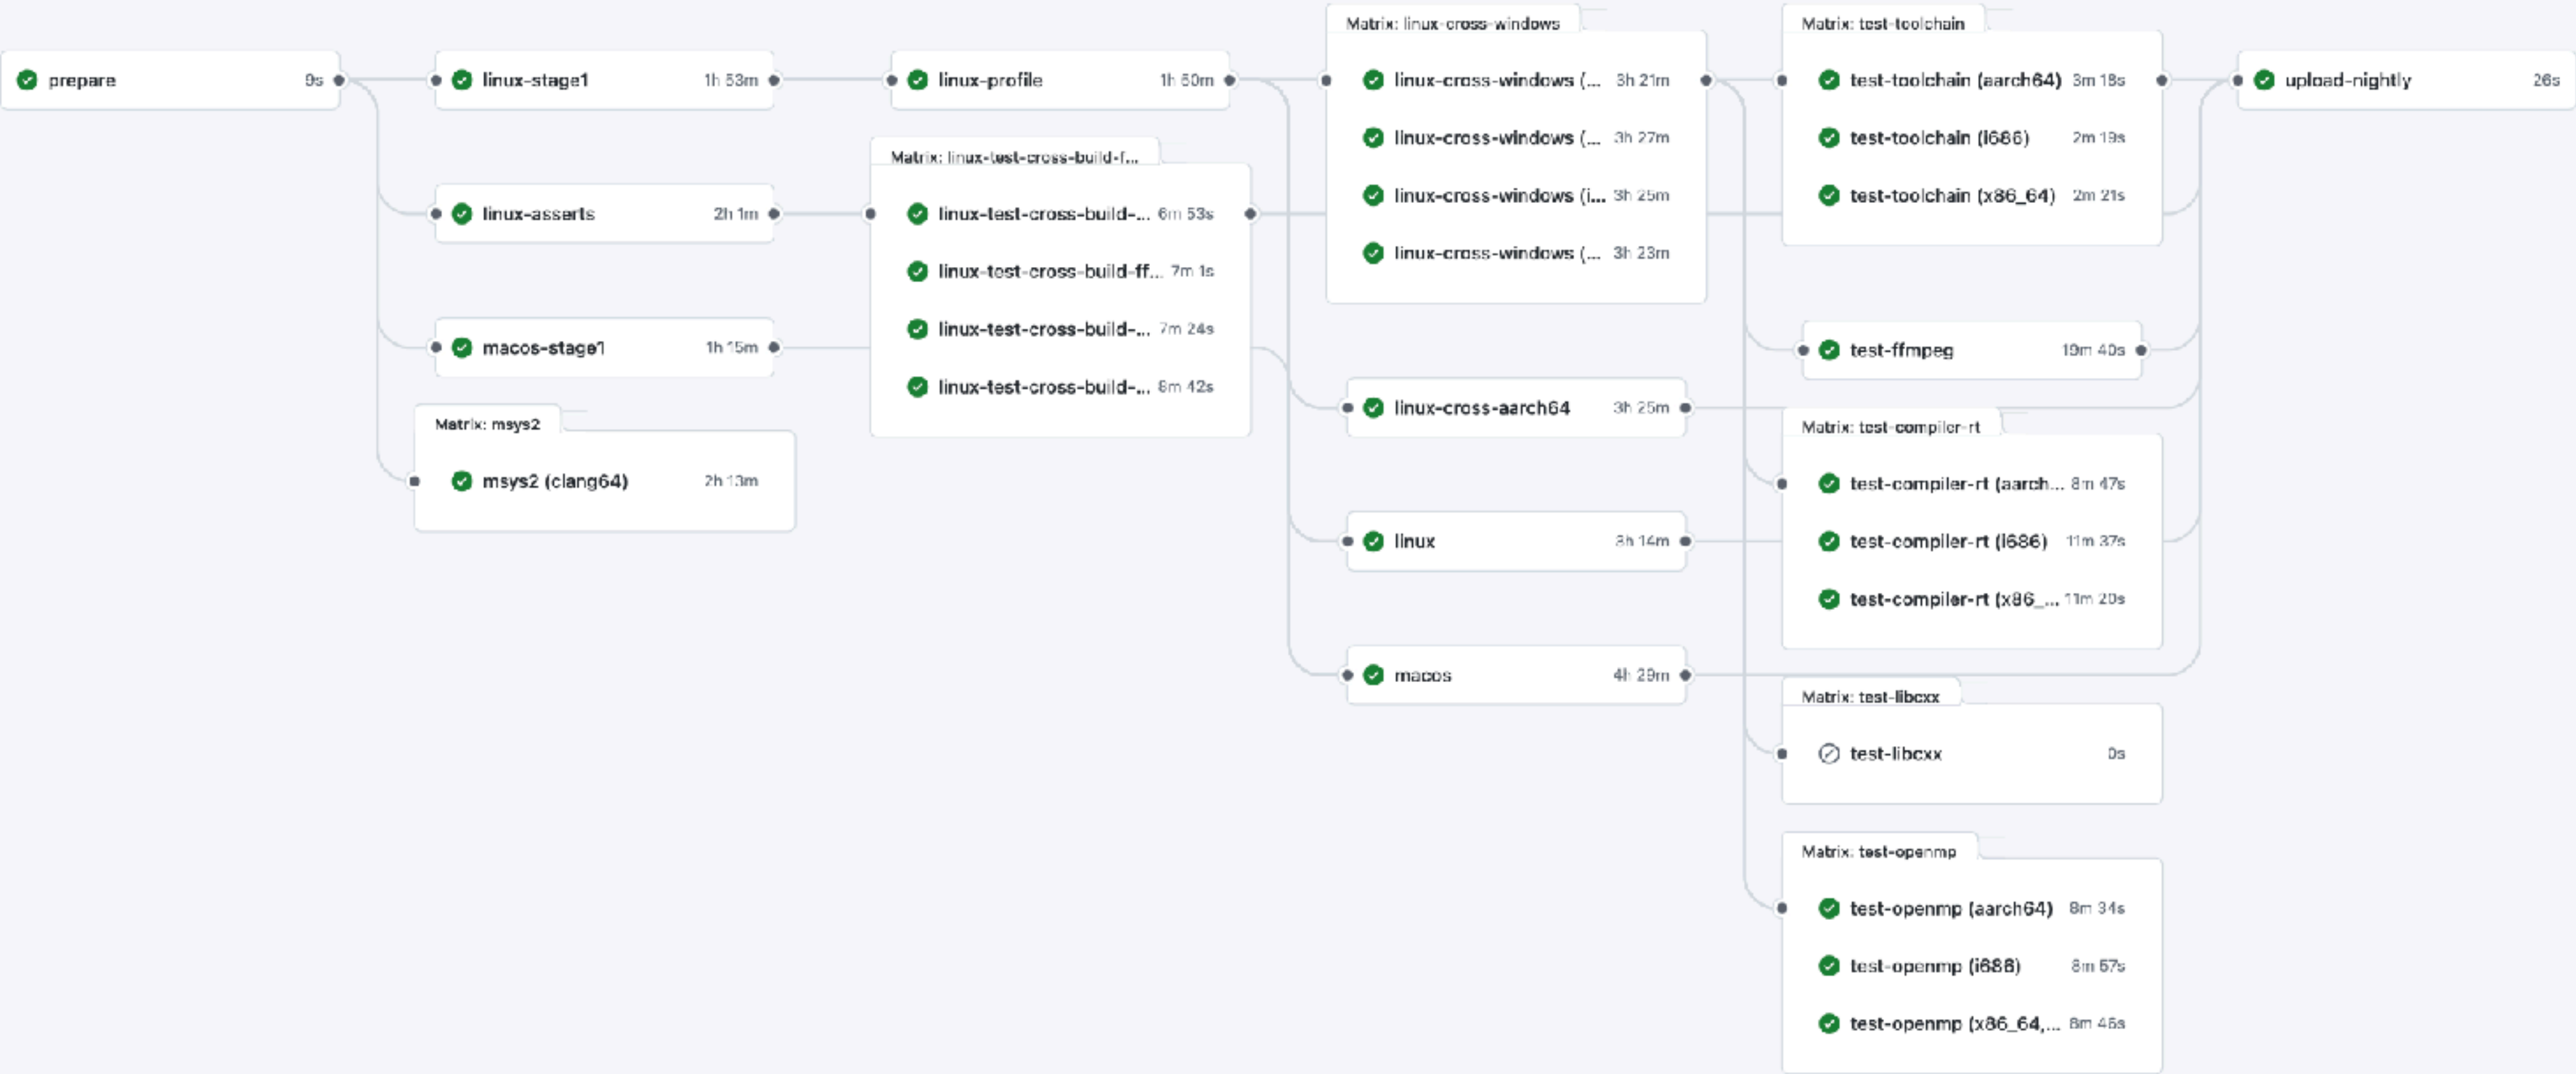 prepare 9s
linux-stage1 1h 53m
linux-asserts 2h 1m
macos-stage1 1h 15m
Matrix: msys2
msys2 (clang64) 2h 13m
linux-profile 1h 50m
Matrix: linux-test-cross-build-f...
linux-test-cross-build-... 6m 53s
linux-test-cross-build-ff... 7m 1s
linux-test-cross-build-... 7m 24s
linux-test-cross-build-... 8m 42s
Matrix: linux-cross-windows
linux-cross-windows (... 3h 21m
linux-cross-windows (... 3h 27m
linux-cross-windows (i... 3h 25m
linux-cross-windows (... 3h 23m
linux-cross-aarch64 3h 25m
linux 3h 14m
macos 4h 29m
Matrix: test-toolchain
test-toolchain (aarch64) 3m 18s
test-toolchain (i686) 2m 19s
test-toolchain (x86_64) 2m 21s
test-ffmpeg 19m 40s
Matrix: test-compiler-rt
test-compiler-rt (aarch... 8m 47s
test-compiler-rt (i686) 11m 37s
test-compiler-rt (x86_... 11m 20s
Matrix: test-libcxx
test-libcxx 0s
Matrix: test-openmp
test-openmp (aarch64) 8m 34s
test-openmp (i686) 8m 57s
test-openmp (x86_64,...
upload-nightly 26s